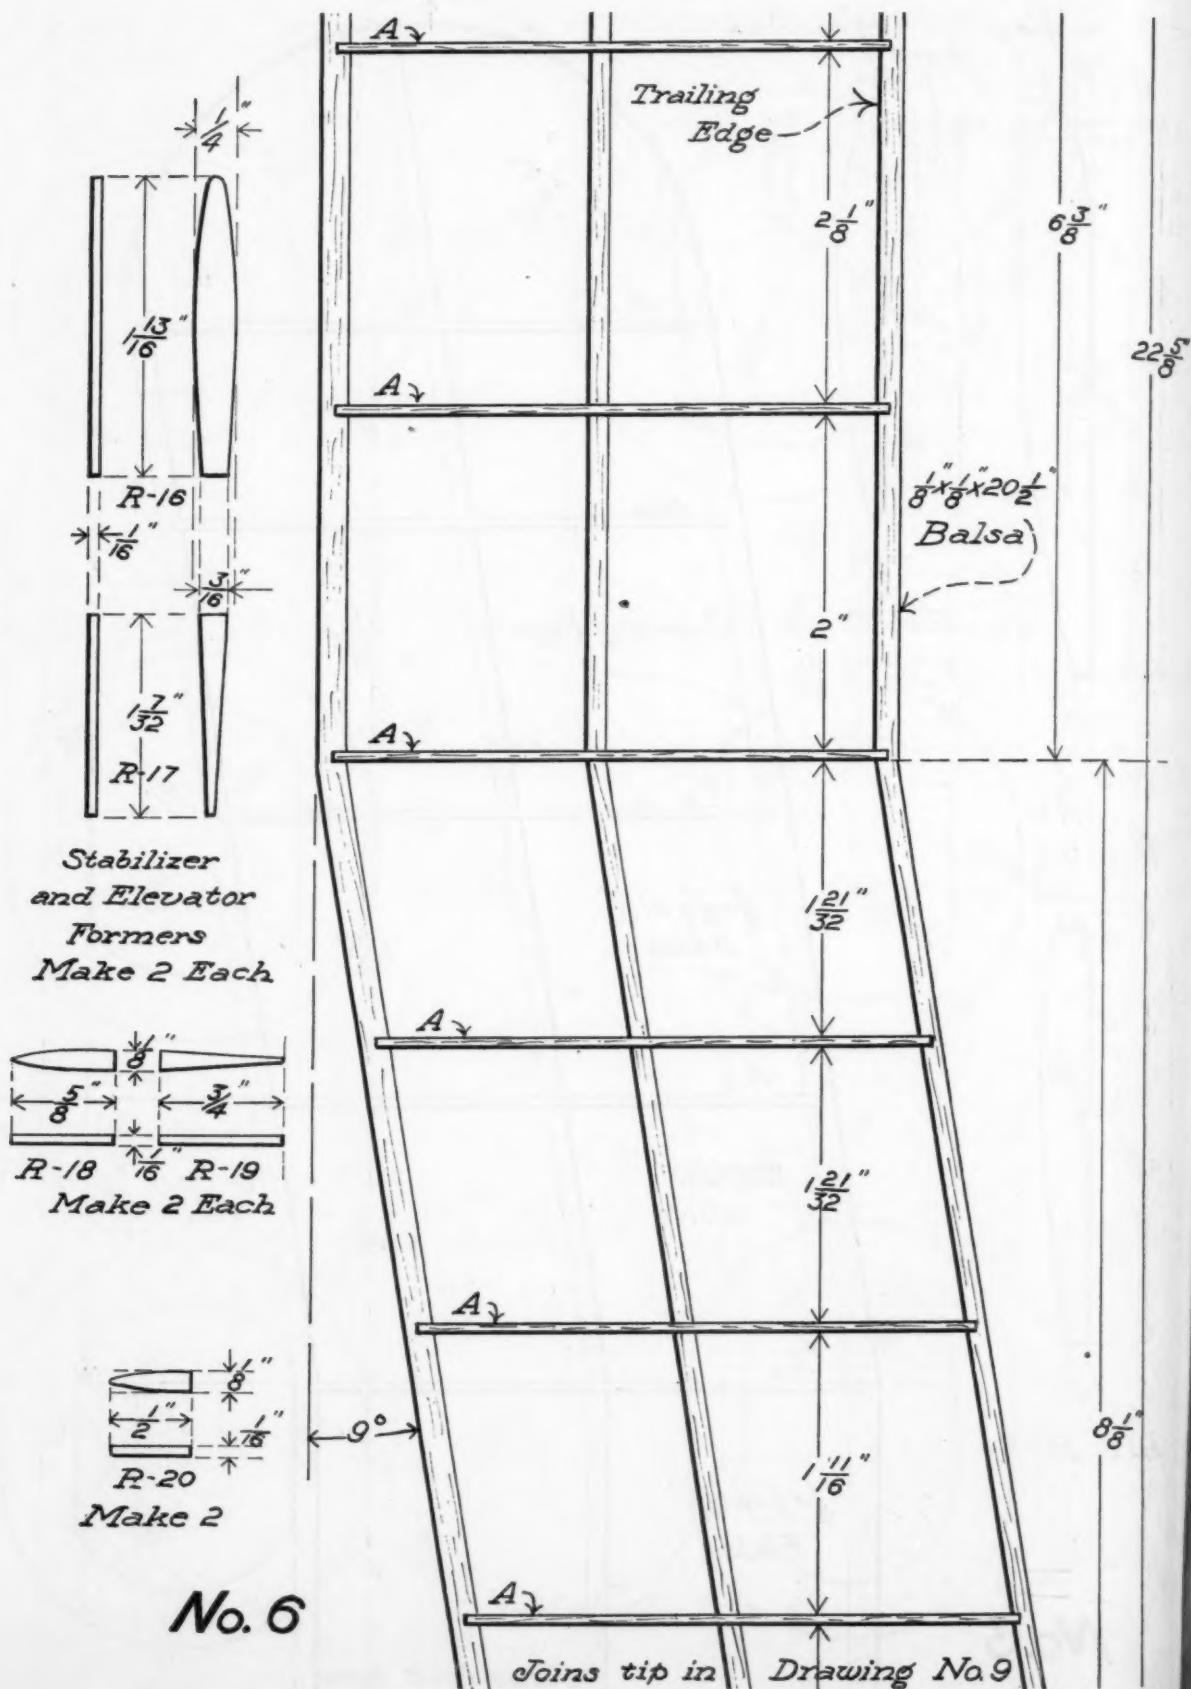 A
Trailing
Edge
1/4"
2 1/8"
6 3/8"
1 13/16"
22 5/8"
A
R-16
1/8" x 1/8" x 20 1/2"
Balsa
1/16"
3/16"
2"
1 7/32"
R-17
A
Stabilizer
and Elevator
Formers
Make 2 Each
1 21/32"
A
1/8"
5/8"
3/4"
R-18
1/16"
R-19
Make 2 Each
1 21/32"
A
1/8"
1/2"
1/16"
R-20
Make 2
9°
8 1/8"
1 11/16"
A
No. 6
Joins tip in Drawing No. 9